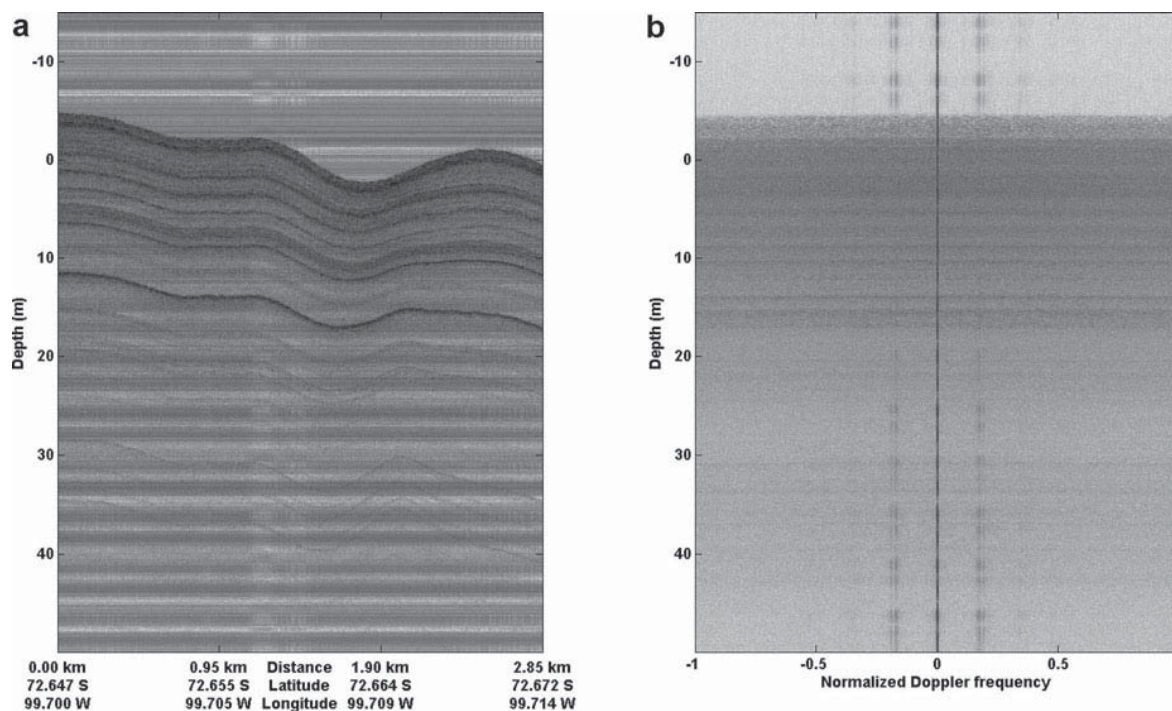 a
-10
0
10
20
30
40
Depth (m)
0.00 km 0.95 km Distance 1.90 km 2.85 km
72.647 S 72.655 S Latitude 72.664 S 72.672 S
99.700 W 99.705 W Longitude 99.709 W 99.714 W
b
-10
0
10
20
30
40
Depth (m)
-1 -0.5 0 0.5
Normalized Doppler frequency